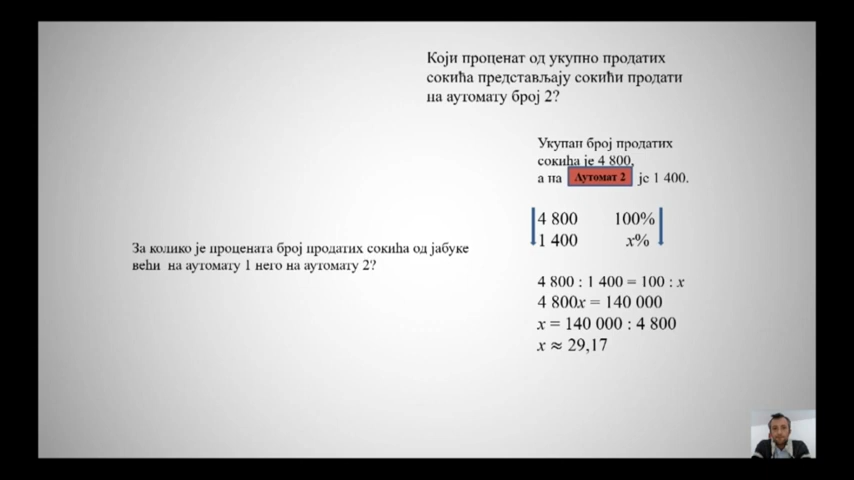 Који проценат од укупно продатих
сокића представљају сокићи продати
на аутомату број 2?
Укупан број продатих
сокића је 4 800,
а на Аутомат 2 је 1 400.
4 800 100%
1 400 x%
4 800 : 1 400 = 100 : x
4 800x = 140 000
x = 140 000 : 4 800
x ≈ 29,17
За колико је процената број продатих сокића од јабуке
већи на аутомату 1 него на аутомату 2?